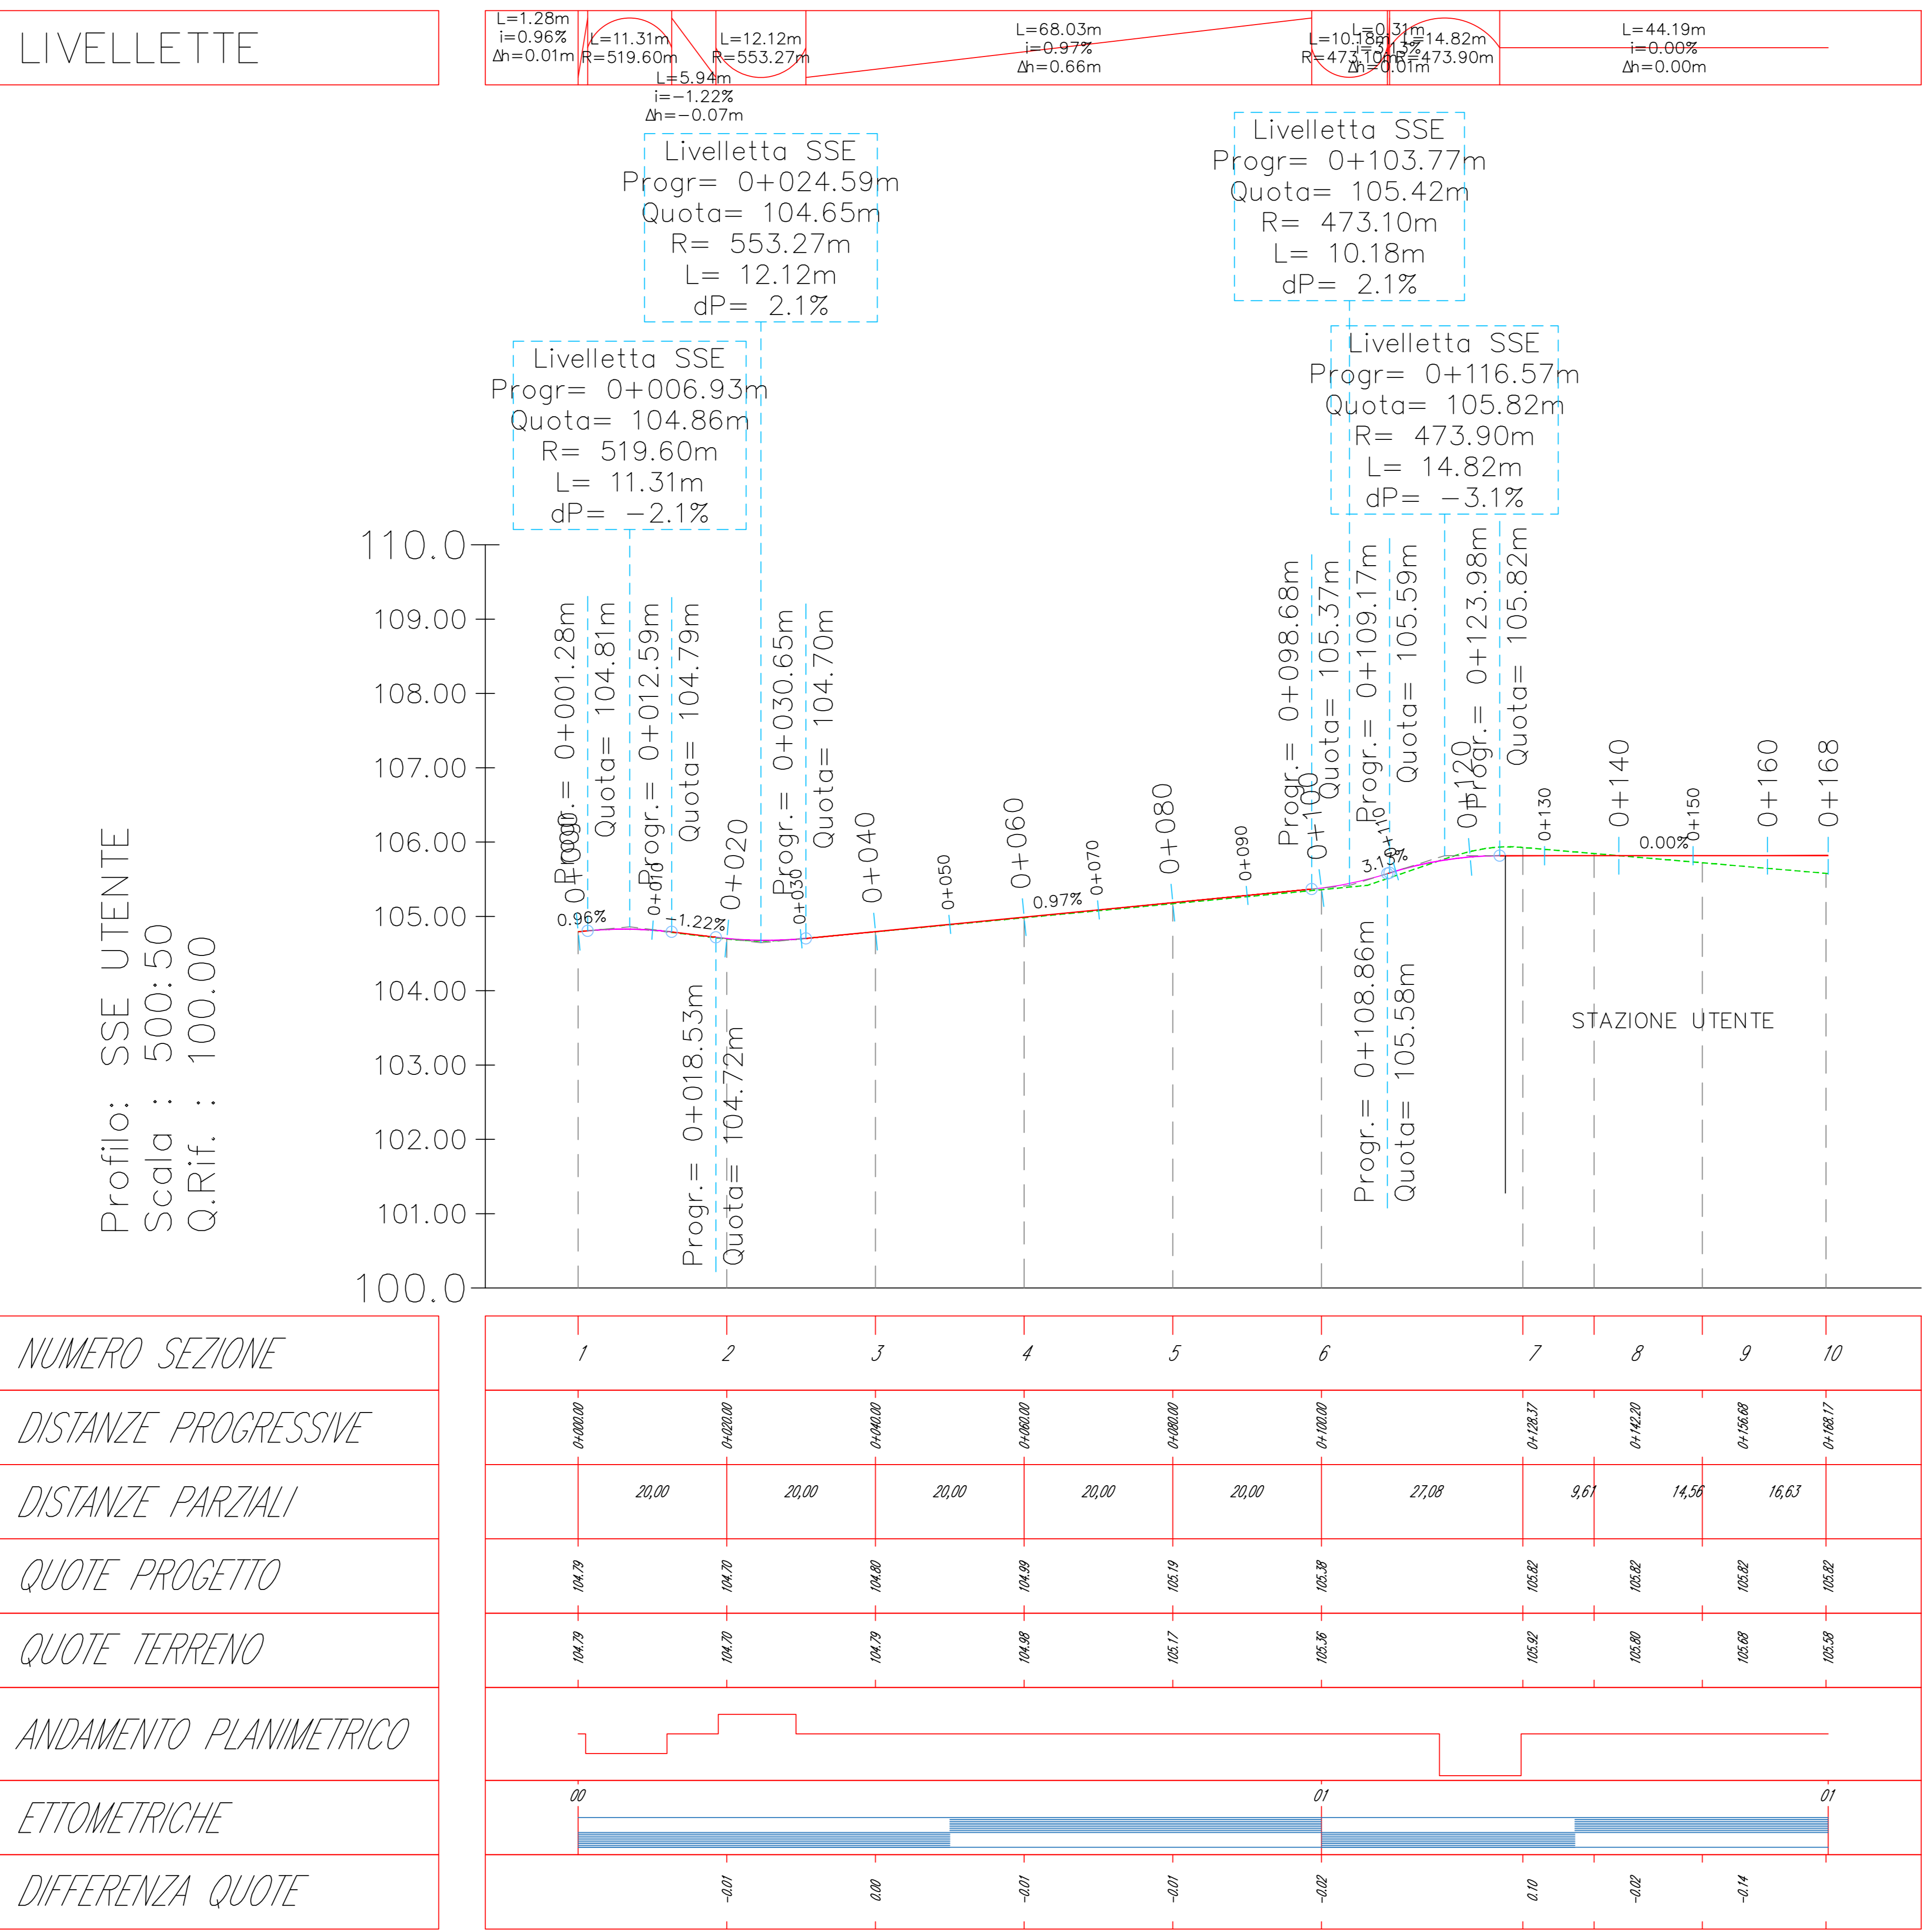 LIVELLETTE
L=1.28m
i=0.96%
Δh=0.01m
L=11.31m
R=519.60m
L=5.94m
i=-1.22%
Δh=-0.07m
L=12.12m
R=553.27m
L=68.03m
i=0.97%
Δh=0.66m
L=10.18m
R=473.10m
L=0.31m
i=3.13%
Δh=0.01m
L=14.82m
R=473.90m
L=44.19m
i=0.00%
Δh=0.00m
Livelletta SSE
Progr= 0+024.59m
Quota= 104.65m
R= 553.27m
L= 12.12m
dP= 2.1%
Livelletta SSE
Progr= 0+103.77m
Quota= 105.42m
R= 473.10m
L= 10.18m
dP= 2.1%
Livelletta SSE
Progr= 0+006.93m
Quota= 104.86m
R= 519.60m
L= 11.31m
dP= -2.1%
Livelletta SSE
Progr= 0+116.57m
Quota= 105.82m
R= 473.90m
L= 14.82m
dP= -3.1%
Profilo: SSE UTENTE
Scala : 500:50
Q.Rif. : 100.00
110.0
109.00
108.00
107.00
106.00
105.00
104.00
103.00
102.00
101.00
100.0
Progr.= 0+001.28m
Quota= 104.81m
Progr.= 0+012.59m
Quota= 104.79m
Progr.= 0+018.53m
Quota= 104.72m
Progr.= 0+030.65m
Quota= 104.70m
Progr.= 0+098.68m
Quota= 105.37m
Progr.= 0+108.86m
Quota= 105.58m
Progr.= 0+109.17m
Quota= 105.59m
Progr.= 0+123.98m
Quota= 105.82m
0+000
0+010
0+020
0+030
0+040
0+050
0+060
0+070
0+080
0+090
0+100
0+110
0+120
0+130
0+140
0+150
0+160
0+168
0.96%
-1.22%
0.97%
3.13%
0.00%
STAZIONE UTENTE
NUMERO SEZIONE
1 2 3 4 5 6 7 8 9 10
DISTANZE PROGRESSIVE
0+000.00 0+020.00 0+040.00 0+060.00 0+080.00 0+100.00 0+128.37 0+142.20 0+156.68 0+168.17
DISTANZE PARZIALI
20,00 20,00 20,00 20,00 20,00 27,08 9,61 14,56 16,63
QUOTE PROGETTO
104.79 104.70 104.80 104.99 105.19 105.38 105.82 105.82 105.82 105.82
QUOTE TERRENO
104.79 104.70 104.79 104.98 105.17 105.36 105.92 105.80 105.68 105.58
ANDAMENTO PLANIMETRICO
ETTOMETRICHE
00 01 01
DIFFERENZA QUOTE
-0.01 0.00 -0.01 -0.01 -0.02 0.10 -0.02 -0.14